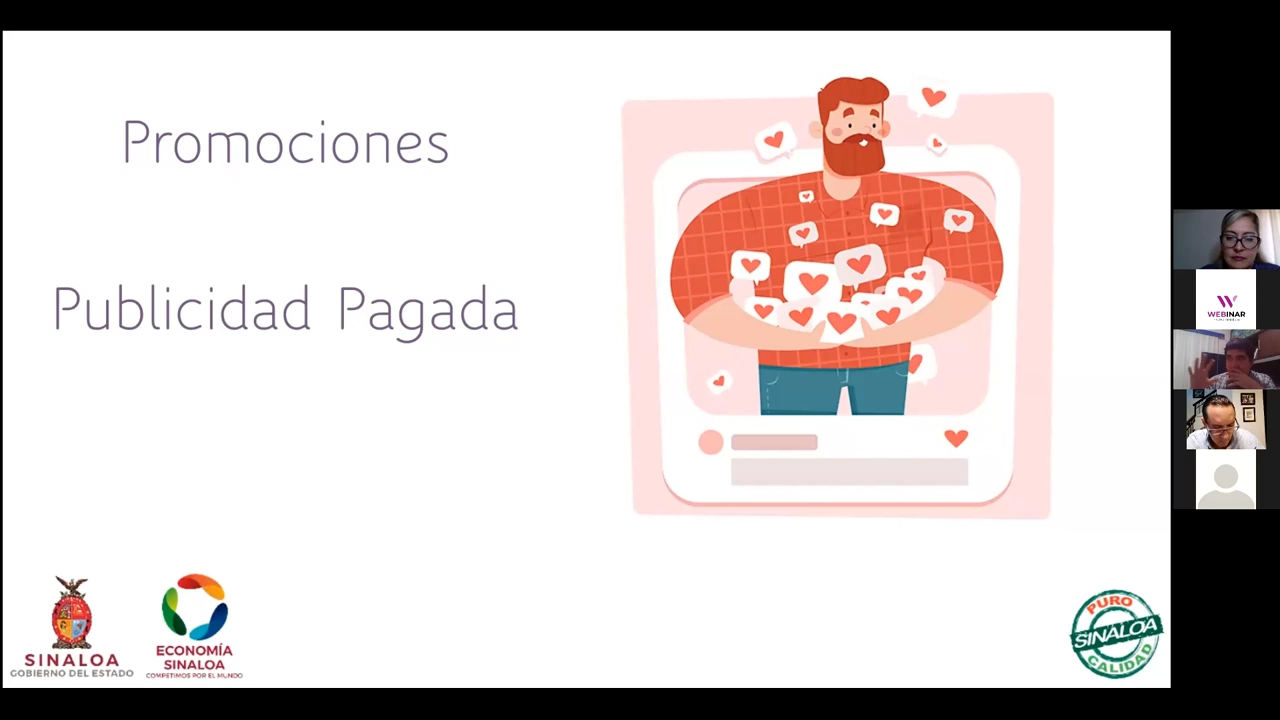 Promociones
Publicidad Pagada
SINALOA
GOBIERNO DEL ESTADO
ECONOMÍA
SINALOA
COMPETIMOS POR EL MUNDO
PURO
SINALOA
CALIDAD
WEBINAR